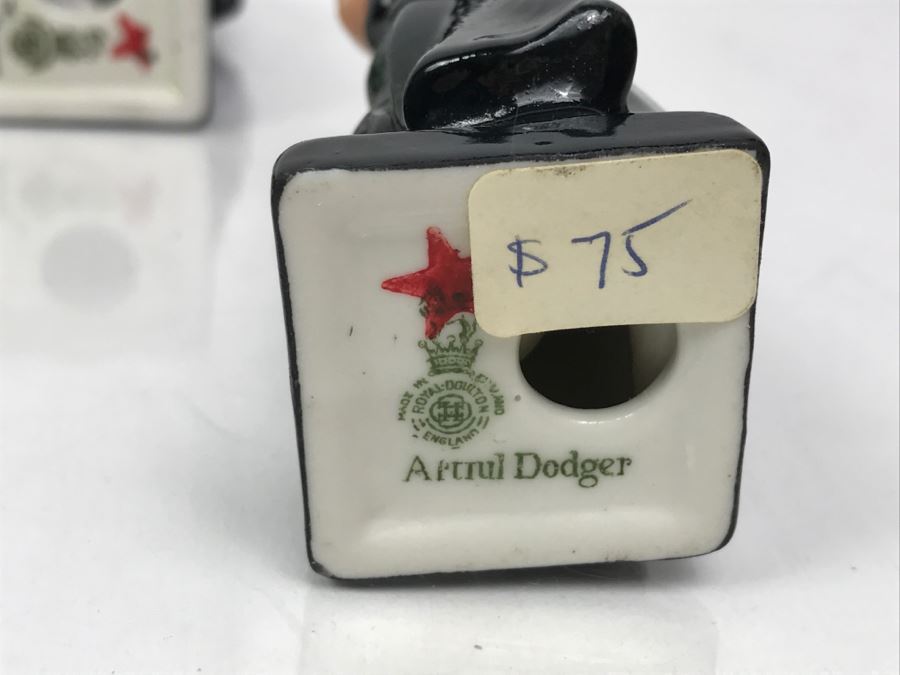 $75
MADE IN ENGLAND
ROYAL-DOULTON
ENGLAND
Artful Dodger